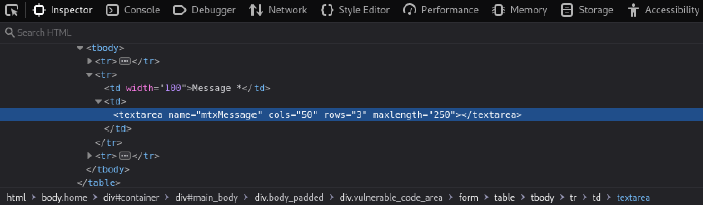 Inspector Console Debugger Network Style Editor Performance Memory Storage Accessibility
Search HTML
<tbody>
<tr>⋯</tr>
<tr>
<td width="100">Message *</td>
<td>
<textarea name="mtxMessage" cols="50" rows="3" maxlength="250"></textarea>
</td>
</tr>
<tr>⋯</tr>
</tbody>
</table>
html > body.home > div#container > div#main_body > div.body_padded > div.vulnerable_code_area > form > table > tbody > tr > td > textarea